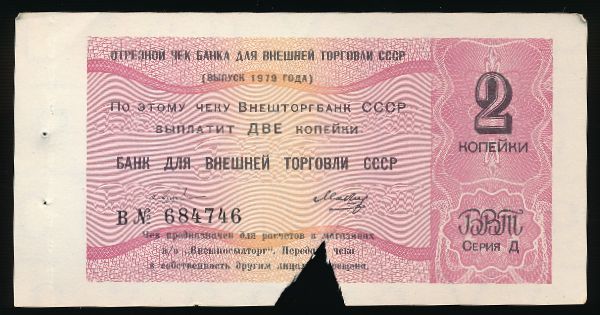 ОТРЕЗНОЙ ЧЕК БАНКА ДЛЯ ВНЕШНЕЙ ТОРГОВЛИ СССР
(ВЫПУСК 1979 ГОДА)
ПО ЭТОМУ ЧЕКУ ВНЕШТОРГБАНК СССР
ВЫПЛАТИТ ДВЕ КОПЕЙКИ
БАНК ДЛЯ ВНЕШНЕЙ ТОРГОВЛИ СССР
В № 684746
Чек предназначен для расчетов в магазинах
в/о „Внешпосылторг". Передача чека
в собственность другим лицам
2
КОПЕЙКИ
ВВТ
СЕРИЯ Д